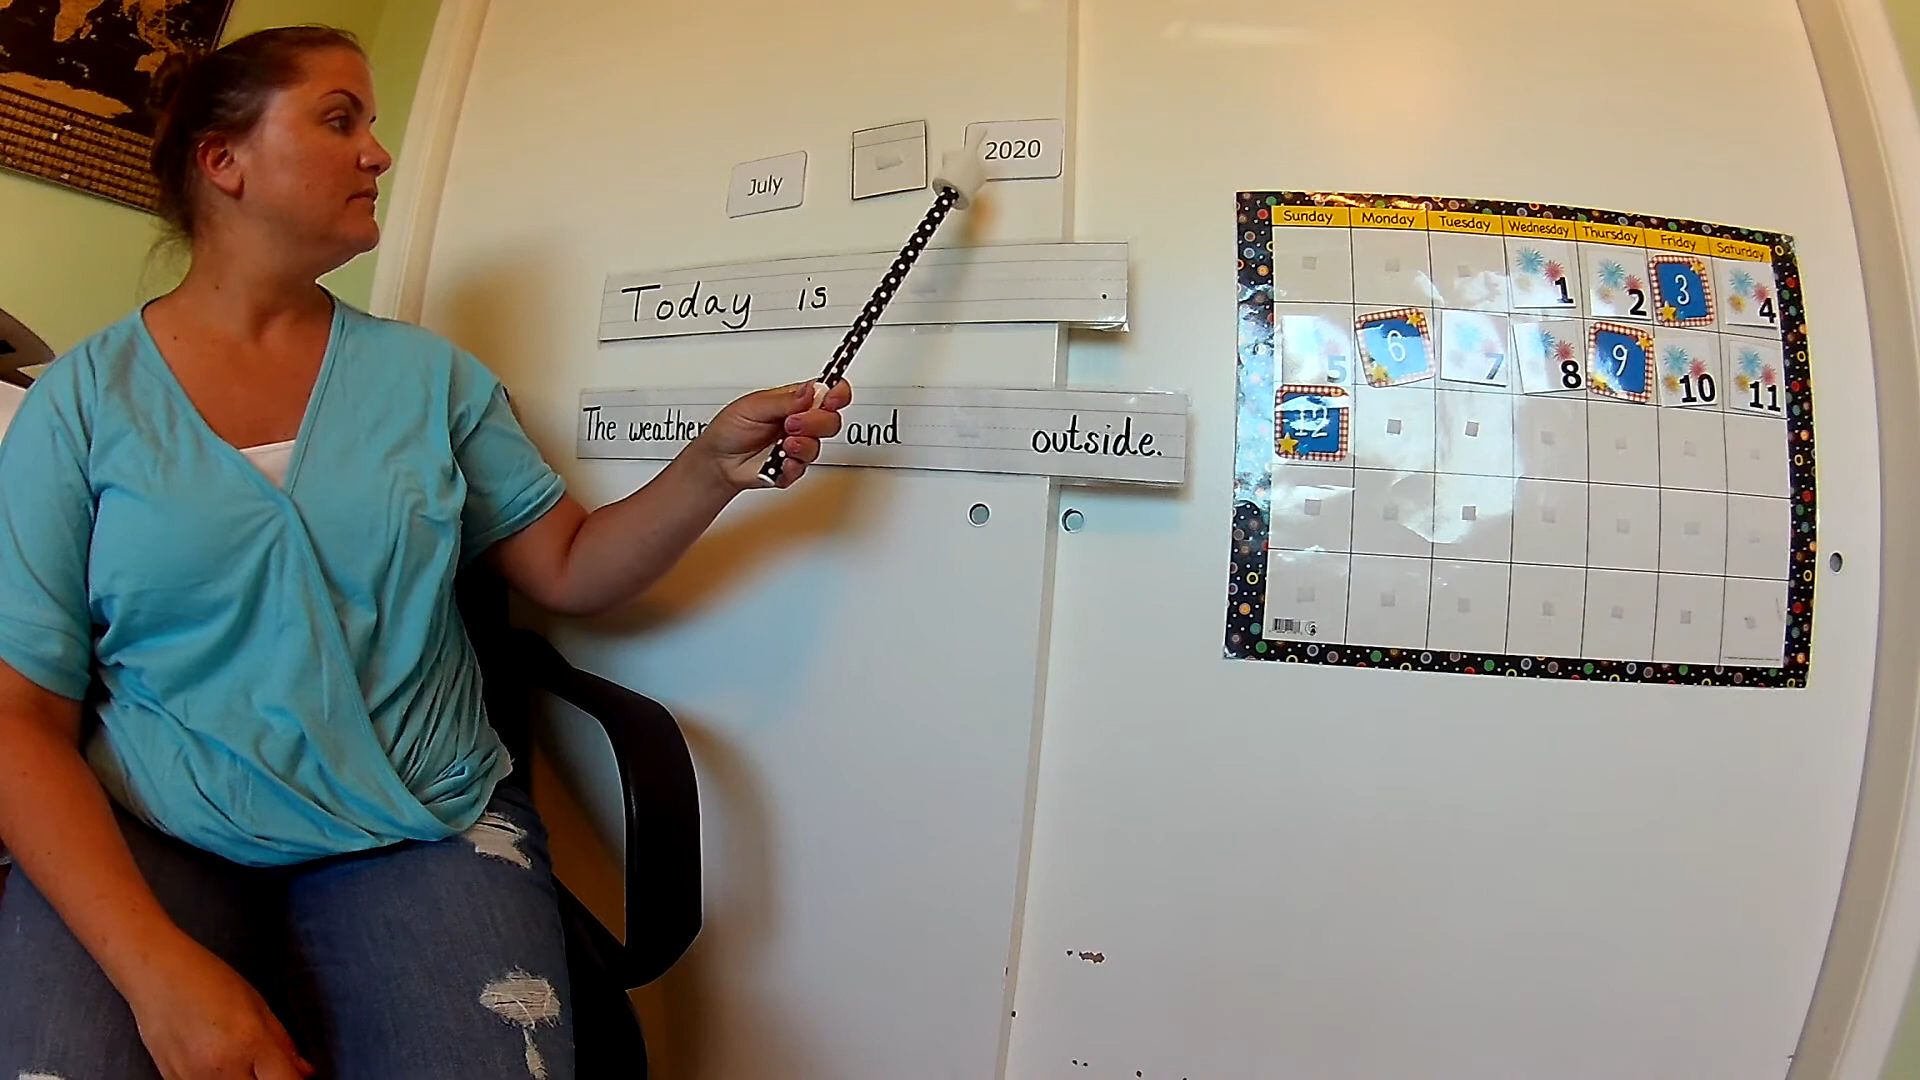 July 2020
Today is .
The weather and outside.
Sunday Monday Tuesday Wednesday Thursday Friday Saturday
1 2 3 4
5 6 7 8 9 10 11
12